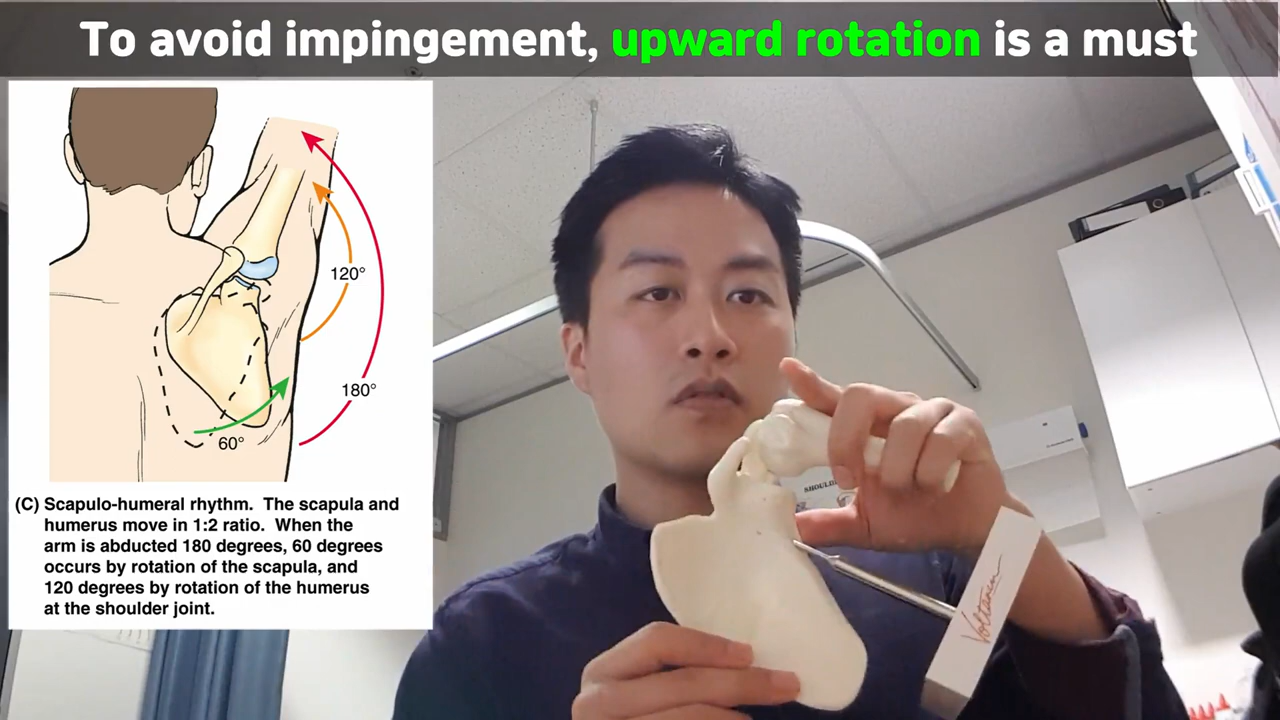 To avoid impingement, upward rotation is a must
120°
180°
60°
(C) Scapulo-humeral rhythm. The scapula and
humerus move in 1:2 ratio. When the
arm is abducted 180 degrees, 60 degrees
occurs by rotation of the scapula, and
120 degrees by rotation of the humerus
at the shoulder joint.
Voltaren